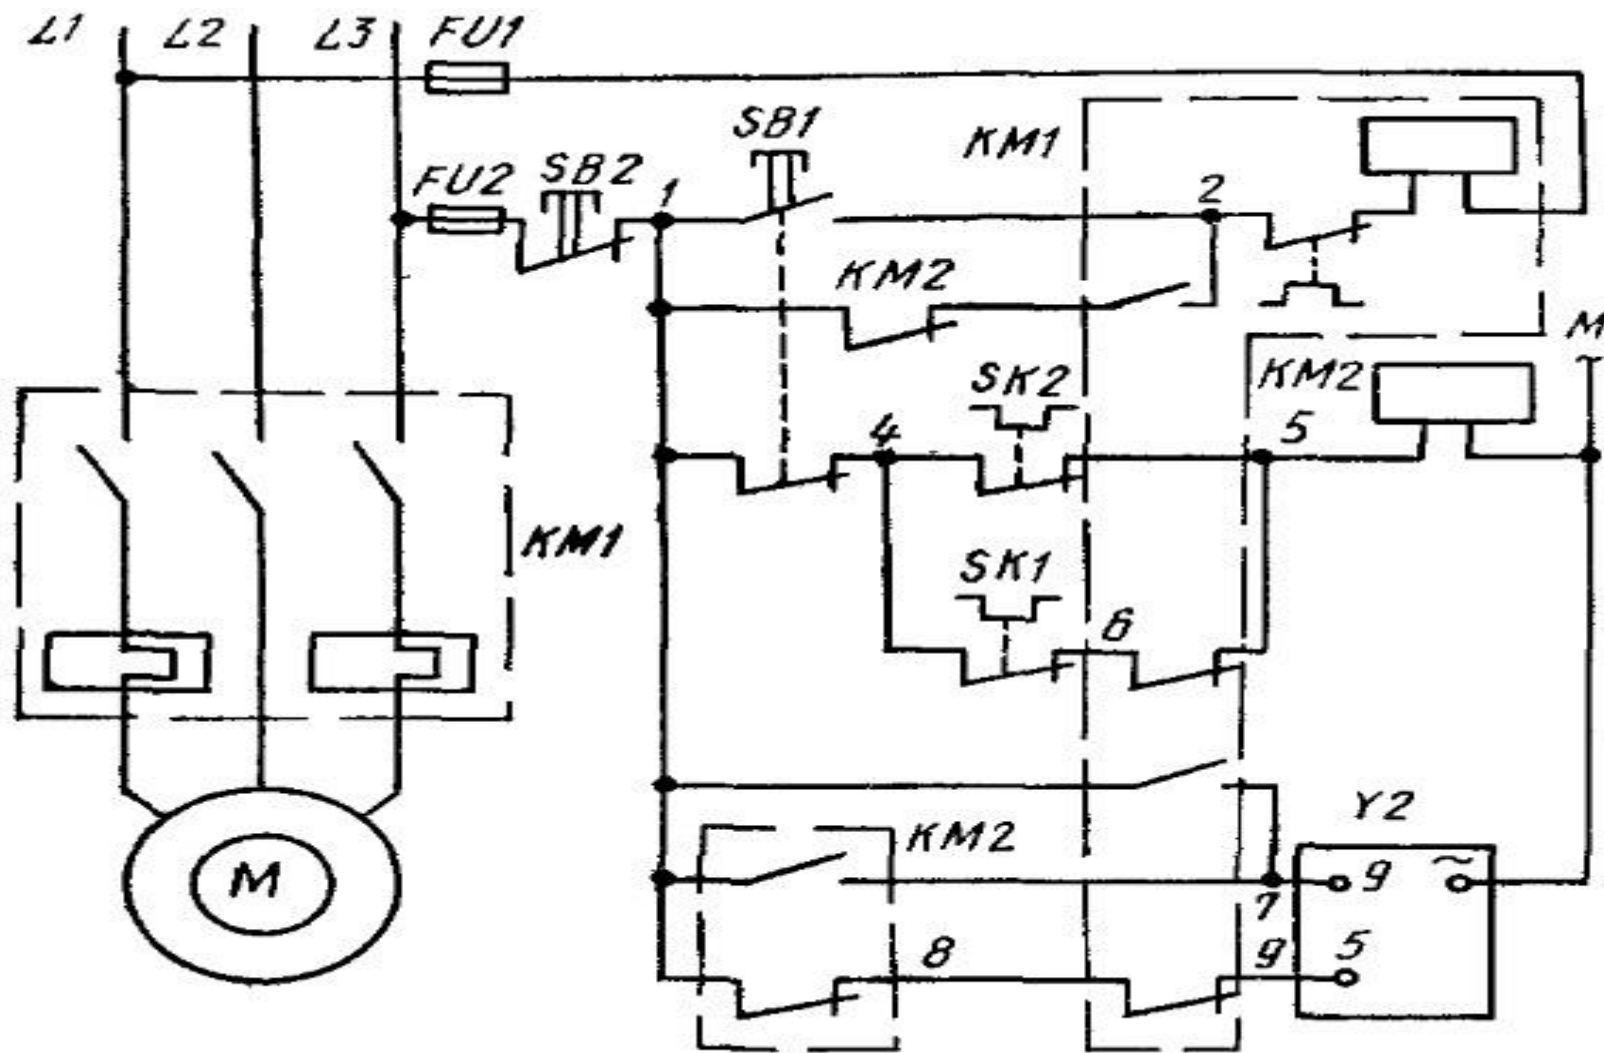 L1 L2 L3 FU1
SB1
KM1
FU2 SB2 1 2
KM2
M
~
SK2 KM2
4 5
KM1
SK1
6
Y2
KM2
9 ~
7
8 9 5
M